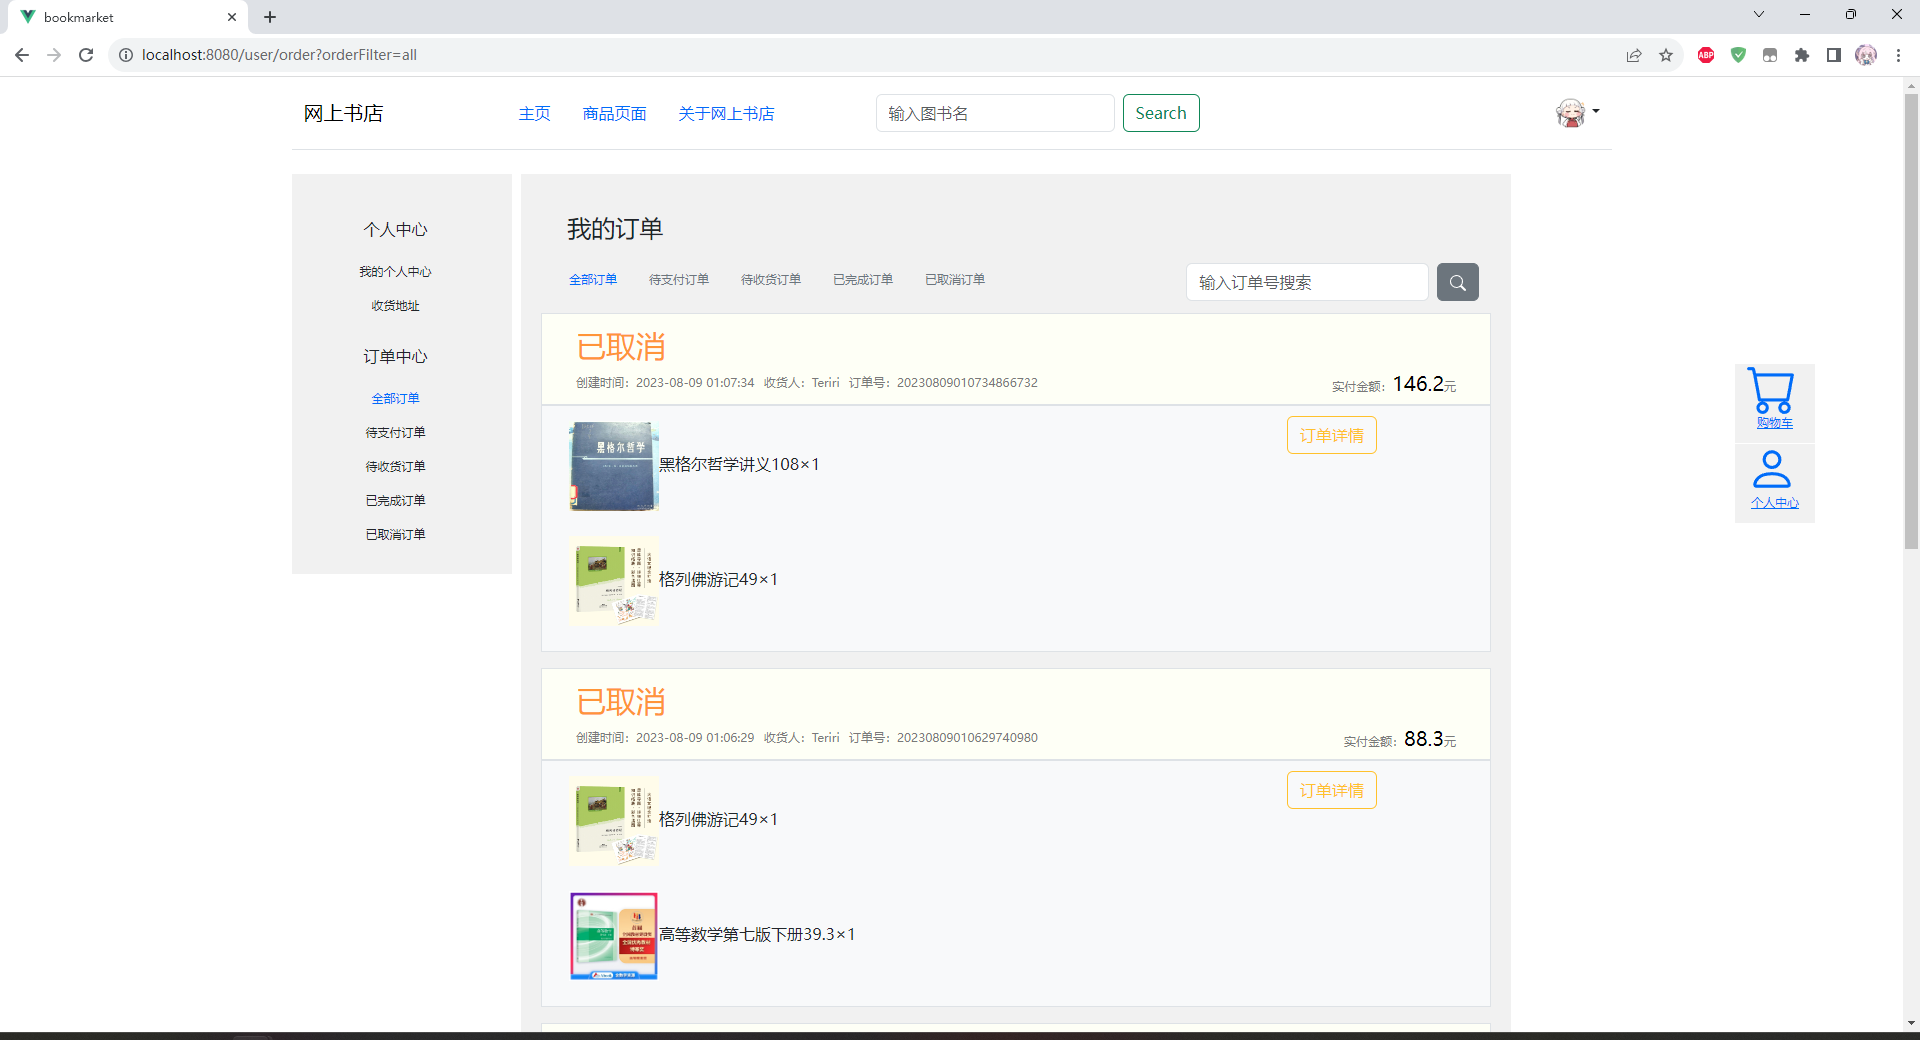 bookmarket
localhost:8080/user/order?orderFilter=all
ABP
网上书店
主页
商品页面
关于网上书店
输入图书名
Search
个人中心
我的个人中心
收货地址
订单中心
全部订单
待支付订单
待收货订单
已完成订单
已取消订单
我的订单
全部订单
待支付订单
待收货订单
已完成订单
已取消订单
输入订单号搜索
已取消
创建时间：2023-08-09 01:07:34 收货人：Teriri 订单号：20230809010734866732
实付金额：146.2元
黑格尔哲学
黑格尔哲学讲义108×1
订单详情
格列佛游记49×1
已取消
创建时间：2023-08-09 01:06:29 收货人：Teriri 订单号：20230809010629740980
实付金额：88.3元
格列佛游记49×1
订单详情
高等数学第七版下册39.3×1
购物车
个人中心